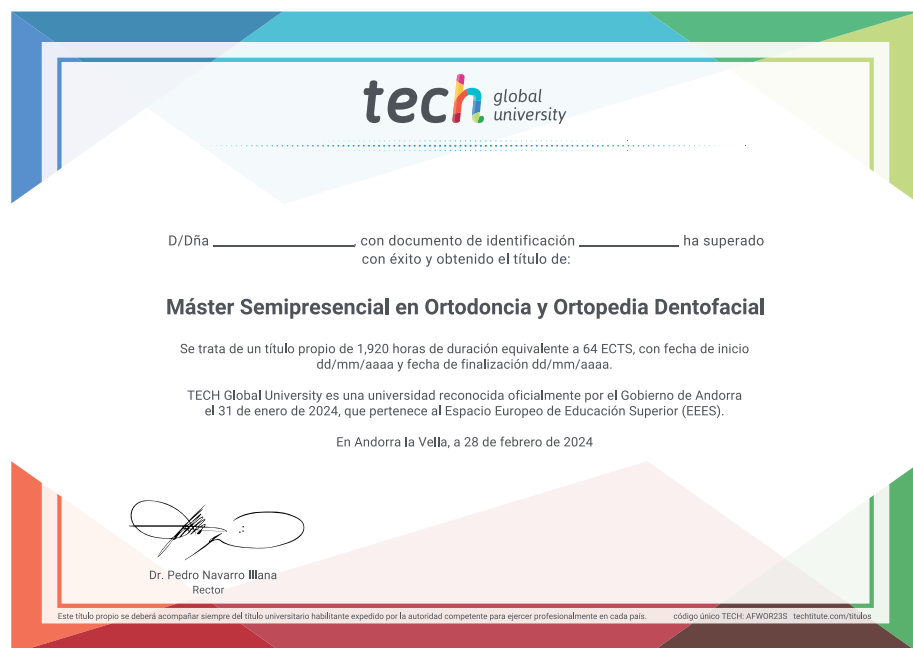 tech global university
D/Dña ____________, con documento de identificación ____________ ha superado
con éxito y obtenido el título de:
Máster Semipresencial en Ortodoncia y Ortopedia Dentofacial
Se trata de un título propio de 1,920 horas de duración equivalente a 64 ECTS, con fecha de inicio
dd/mm/aaaa y fecha de finalización dd/mm/aaaa.
TECH Global University es una universidad reconocida oficialmente por el Gobierno de Andorra
el 31 de enero de 2024, que pertenece al Espacio Europeo de Educación Superior (EEES).
En Andorra la Vella, a 28 de febrero de 2024
Dr. Pedro Navarro Illana
Rector
Este título propio se deberá acompañar siempre del título universitario habilitante expedido por la autoridad competente para ejercer profesionalmente en cada país. código único TECH: AFWOR23S techtitute.com/titulos